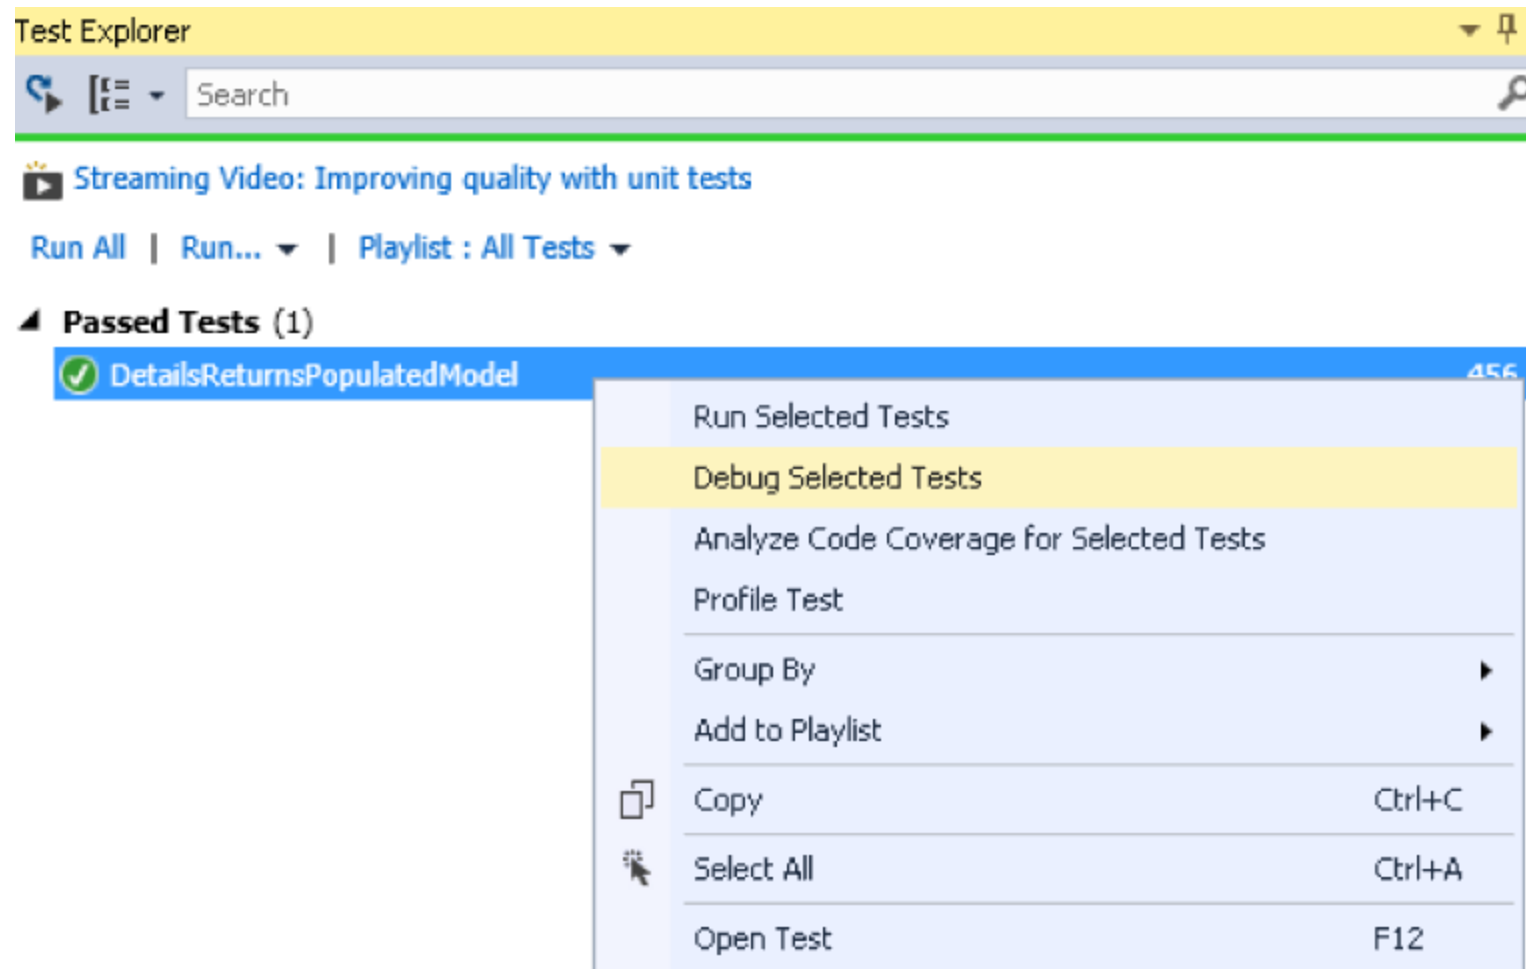 Test Explorer
Search
Streaming Video: Improving quality with unit tests
Run All | Run... | Playlist : All Tests
Passed Tests (1)
DetailsReturnsPopulatedModel 456
Run Selected Tests
Debug Selected Tests
Analyze Code Coverage for Selected Tests
Profile Test
Group By
Add to Playlist
Copy Ctrl+C
Select All Ctrl+A
Open Test F12